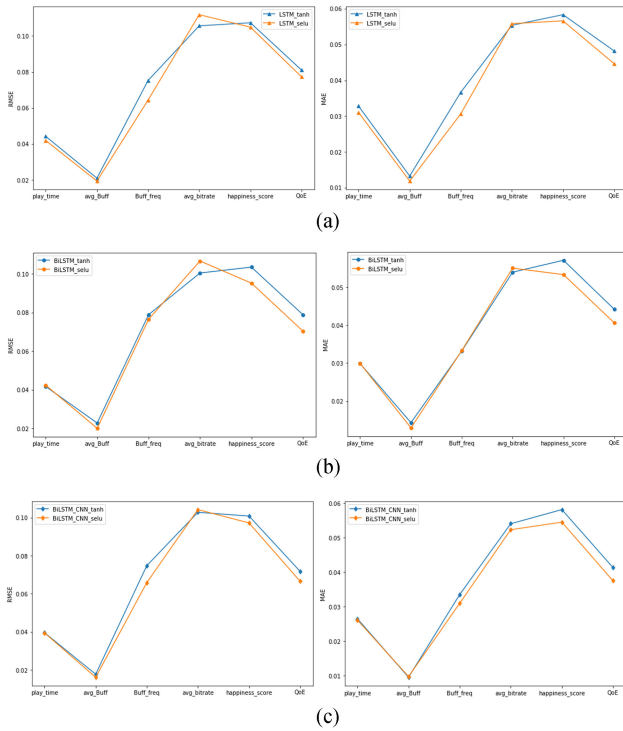 LSTM_tanh
LSTM_selu
RMSE
0.10
0.08
0.06
0.04
0.02
play_time avg_Buff Buff_freq avg_bitrate happiness_score QoE
LSTM_tanh
LSTM_selu
MAE
0.06
0.05
0.04
0.03
0.02
0.01
play_time avg_Buff Buff_freq avg_bitrate happiness_score QoE
(a)
BiLSTM_tanh
BiLSTM_selu
RMSE
0.10
0.08
0.06
0.04
0.02
play_time avg_Buff Buff_freq avg_bitrate happiness_score QoE
BiLSTM_tanh
BiLSTM_selu
MAE
0.05
0.04
0.03
0.02
play_time avg_Buff Buff_freq avg_bitrate happiness_score QoE
(b)
BiLSTM_CNN_tanh
BiLSTM_CNN_selu
RMSE
0.10
0.08
0.06
0.04
0.02
play_time avg_Buff Buff_freq avg_bitrate happiness_score QoE
BiLSTM_CNN_tanh
BiLSTM_CNN_selu
MAE
0.06
0.05
0.04
0.03
0.02
0.01
play_time avg_Buff Buff_freq avg_bitrate happiness_score QoE
(c)